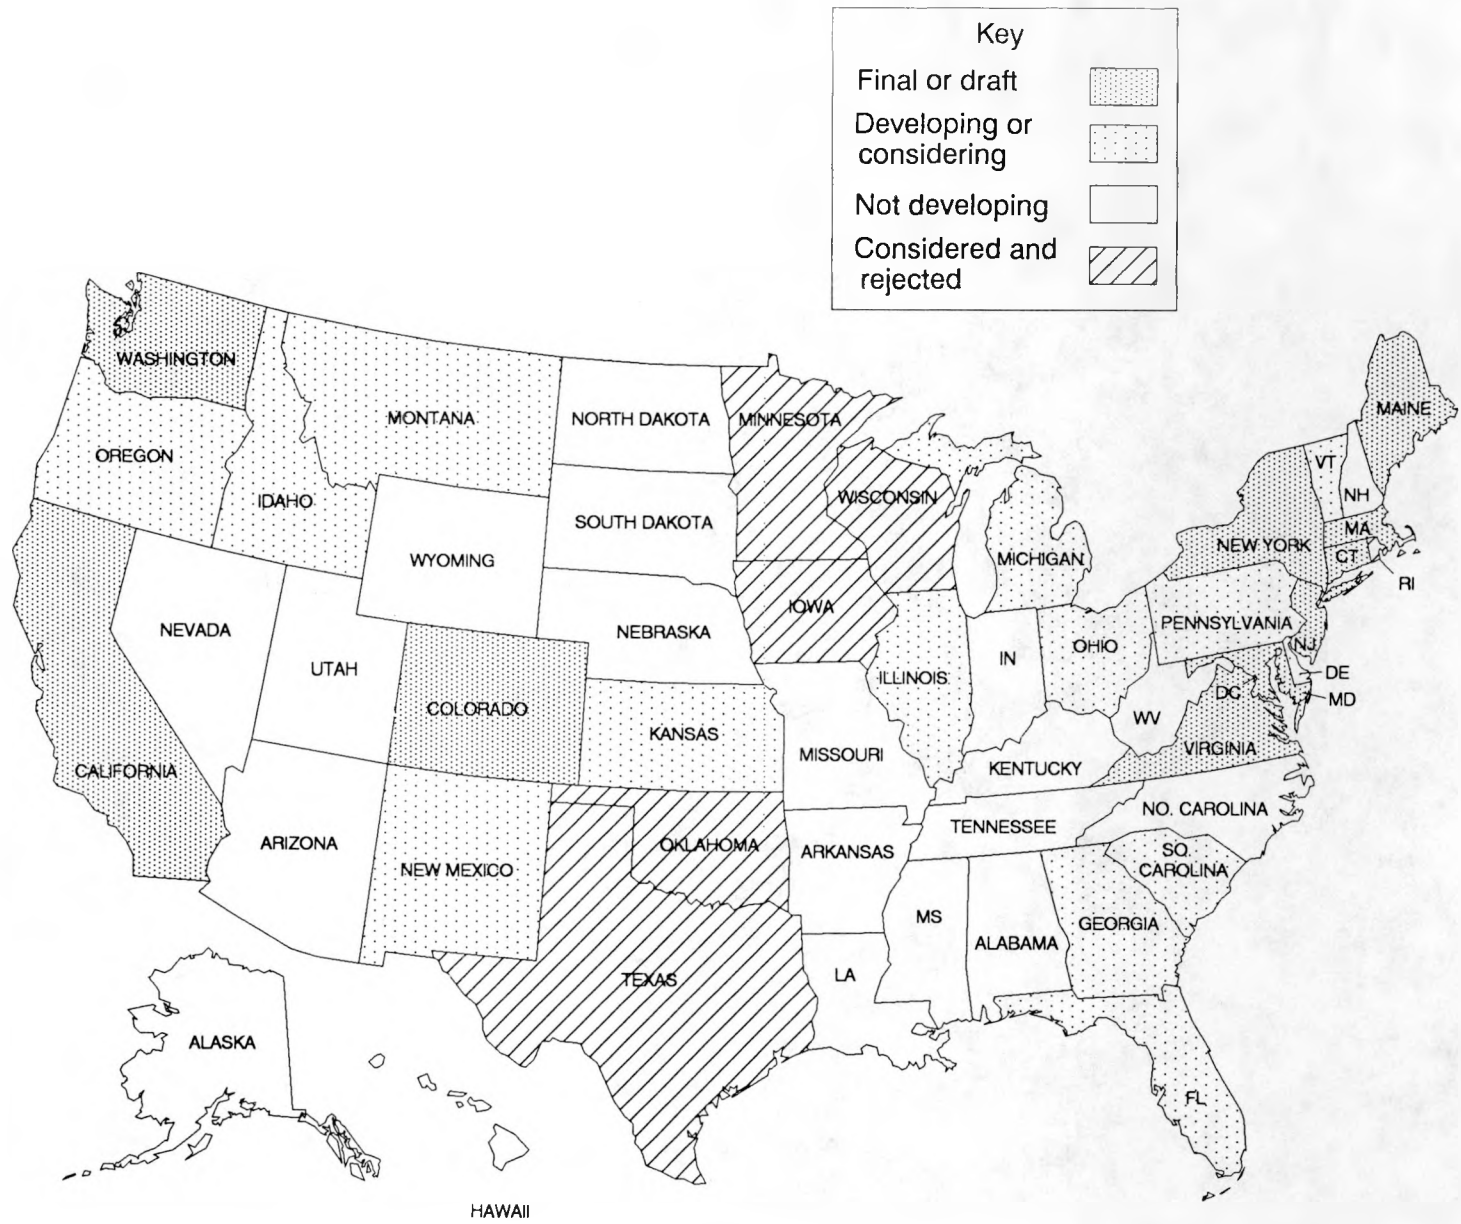 Key
Final or draft
Developing or
considering
Not developing
Considered and
rejected
WASHINGTON
MONTANA
NORTH DAKOTA
MINNESOTA
MAINE
OREGON
IDAHO
VT
NH
WISCONSIN
SOUTH DAKOTA
WYOMING
MICHIGAN
NEW YORK
MA
CT
RI
NEVADA
NEBRASKA
IOWA
PENNSYLVANIA
UTAH
ILLINOIS
IN
OHIO
NJ
DE
MD
DC
COLORADO
KANSAS
WV
CALIFORNIA
MISSOURI
KENTUCKY
VIRGINIA
ARIZONA
NEW MEXICO
OKLAHOMA
ARKANSAS
TENNESSEE
NO. CAROLINA
SO.
CAROLINA
MS
ALABAMA
GEORGIA
TEXAS
LA
ALASKA
FL
HAWAII